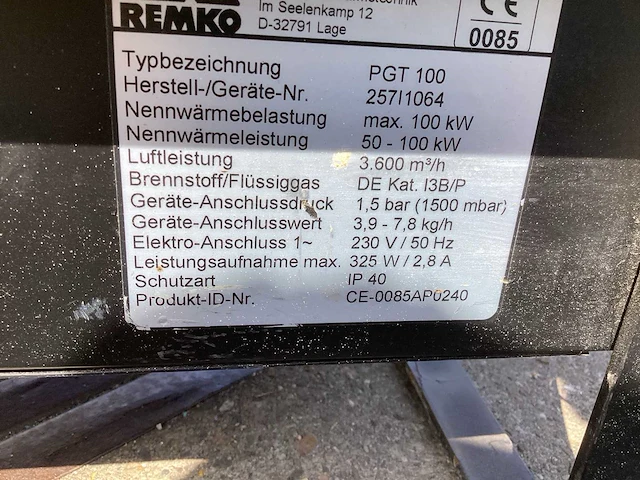 REMKO
Im Seelenkamp 12
D-32791 Lage
CE
0085
Typbezeichnung PGT 100
Herstell-/Geräte-Nr. 257I1064
Nennwärmebelastung max. 100 kW
Nennwärmeleistung 50 - 100 kW
Luftleistung 3.600 m³/h
Brennstoff/Flüssiggas DE Kat. I3B/P
Geräte-Anschlussdruck 1,5 bar (1500 mbar)
Geräte-Anschlusswert 3,9 - 7,8 kg/h
Elektro-Anschluss 1~ 230 V / 50 Hz
Leistungsaufnahme max. 325 W / 2,8 A
Schutzart IP 40
Produkt-ID-Nr. CE-0085AP0240